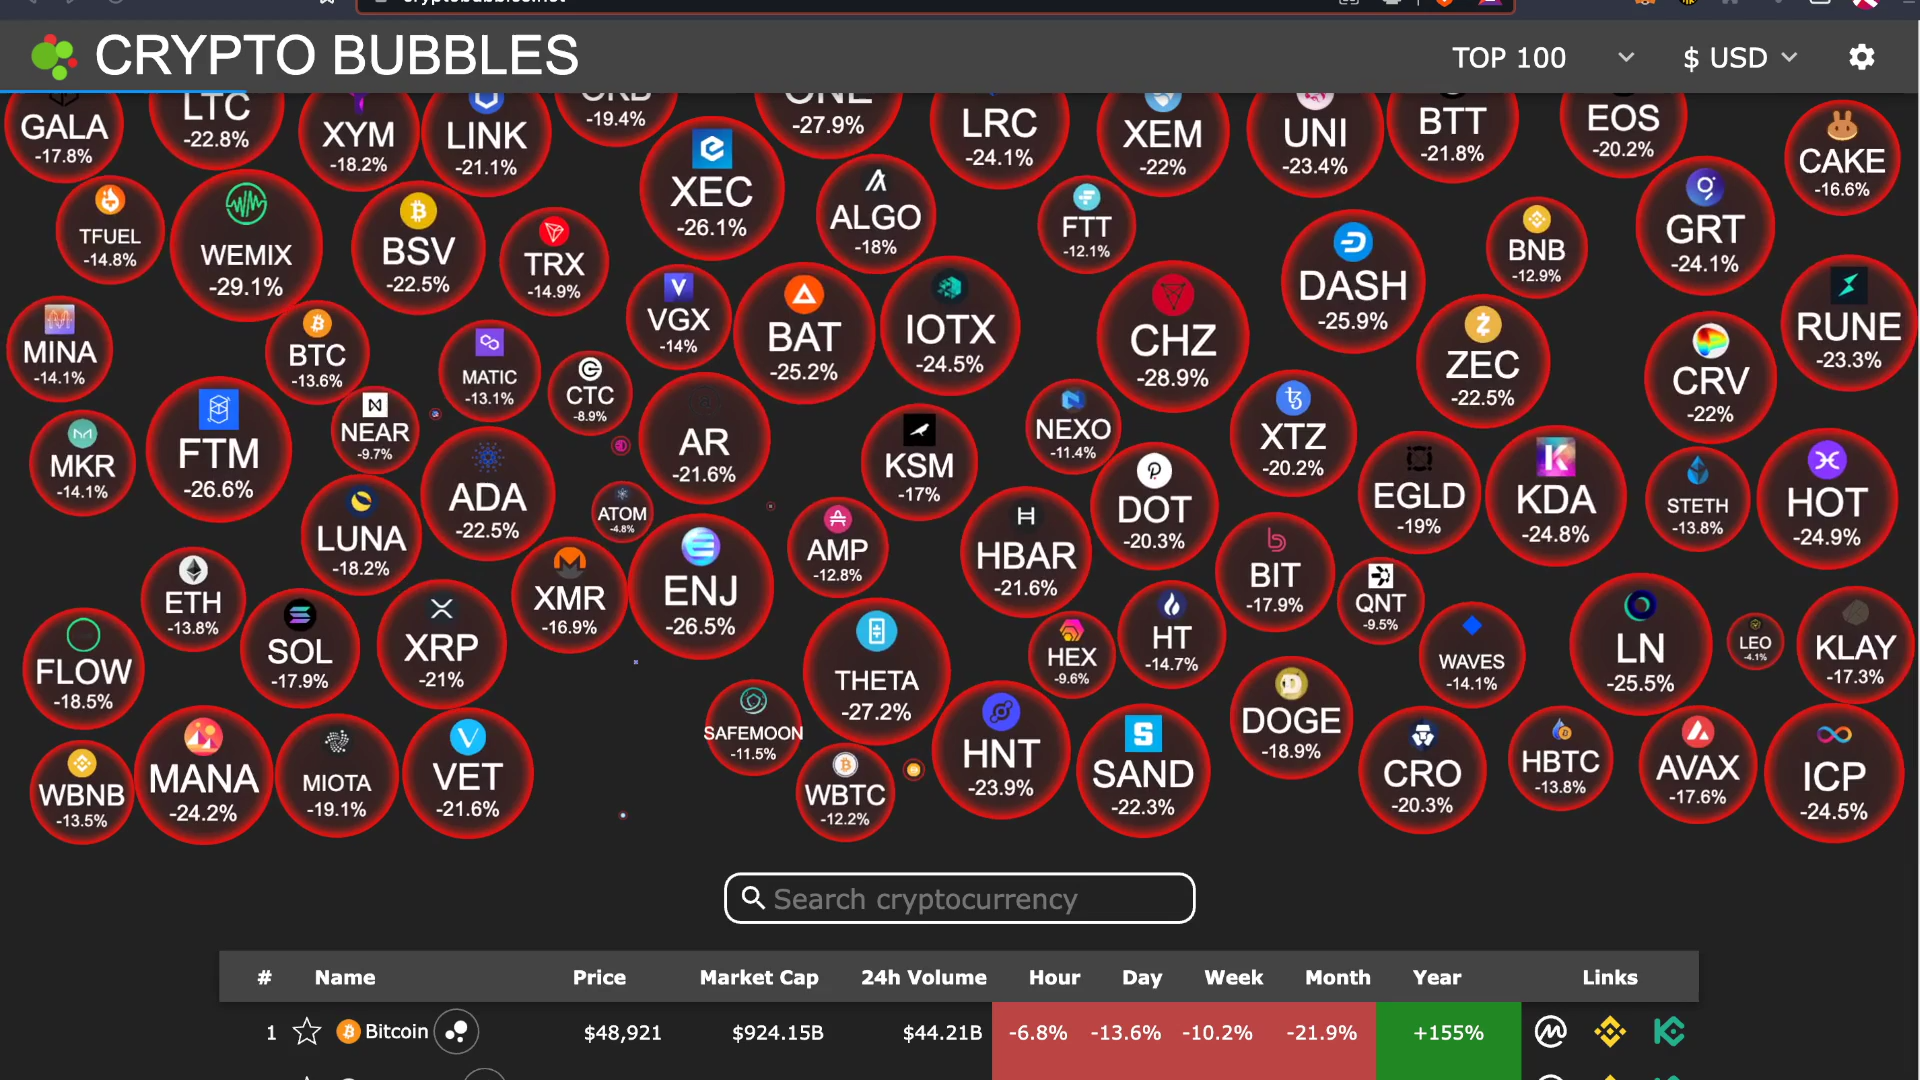 CRYPTO BUBBLES
TOP 100
$ USD
GALA
-17.8%
LTC
-22.8%
XYM
-18.2%
LINK
-21.1%
-19.4%
ONE
-27.9%
LRC
-24.1%
XEM
-22%
UNI
-23.4%
BTT
-21.8%
EOS
-20.2%
CAKE
-16.6%
TFUEL
-14.8%
WEMIX
-29.1%
BSV
-22.5%
TRX
-14.9%
XEC
-26.1%
ALGO
-18%
FTT
-12.1%
DASH
-25.9%
BNB
-12.9%
GRT
-24.1%
RUNE
-23.3%
MINA
-14.1%
BTC
-13.6%
MATIC
-13.1%
CTC
-8.9%
VGX
-14%
BAT
-25.2%
IOTX
-24.5%
CHZ
-28.9%
ZEC
-22.5%
CRV
-22%
MKR
-14.1%
FTM
-26.6%
NEAR
-9.7%
ADA
-22.5%
AR
-21.6%
KSM
-17%
NEXO
-11.4%
XTZ
-20.2%
DOT
-20.3%
EGLD
-19%
KDA
-24.8%
STETH
-13.8%
HOT
-24.9%
LUNA
-18.2%
ATOM
-4.8%
AMP
-12.8%
HBAR
-21.6%
BIT
-17.9%
ETH
-13.8%
XMR
-16.9%
ENJ
-26.5%
QNT
-9.5%
FLOW
-18.5%
SOL
-17.9%
XRP
-21%
THETA
-27.2%
HEX
-9.6%
HT
-14.7%
WAVES
-14.1%
LN
-25.5%
LEO
-4.1%
KLAY
-17.3%
SAFEMOON
-11.5%
DOGE
-18.9%
WBNB
-13.5%
MANA
-24.2%
MIOTA
-19.1%
VET
-21.6%
WBTC
-12.2%
HNT
-23.9%
SAND
-22.3%
CRO
-20.3%
HBTC
-13.8%
AVAX
-17.6%
ICP
-24.5%
Search cryptocurrency
# Name Price Market Cap 24h Volume Hour Day Week Month Year Links
1 Bitcoin $48,921 $924.15B $44.21B -6.8% -13.6% -10.2% -21.9% +155%